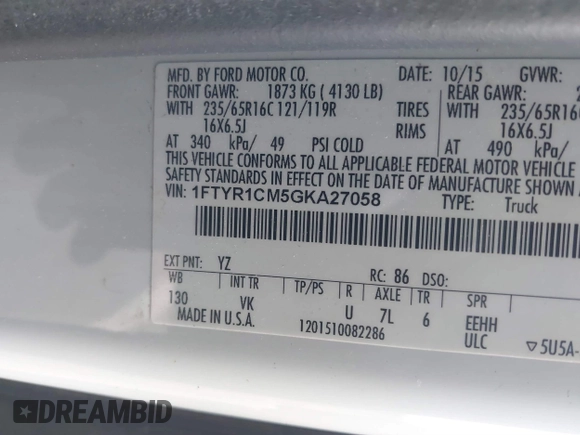 MFD. BY FORD MOTOR CO. DATE: 10/15 GVWR:
FRONT GAWR: 1873 KG ( 4130 LB) REAR GAWR: 2
WITH 235/65R16C 121/119R TIRES WITH 235/65R16
16X6.5J RIMS 16X6.5J
AT 340 kPa/ 49 PSI COLD AT 490 kPa/
THIS VEHICLE CONFORMS TO ALL APPLICABLE FEDERAL MOTOR VEHICLE
SAFETY STANDARDS IN EFFECT ON THE DATE OF MANUFACTURE SHOWN
VIN: 1FTYR1CM5GKA27058 TYPE: Truck
EXT PNT: YZ RC: 86 DSO:
WB INT TR TP/PS R AXLE TR SPR
130 VK U 7L 6 EEHH
MADE IN U.S.A. 1201510082286 ULC ▽5U5A-
DREAMBID